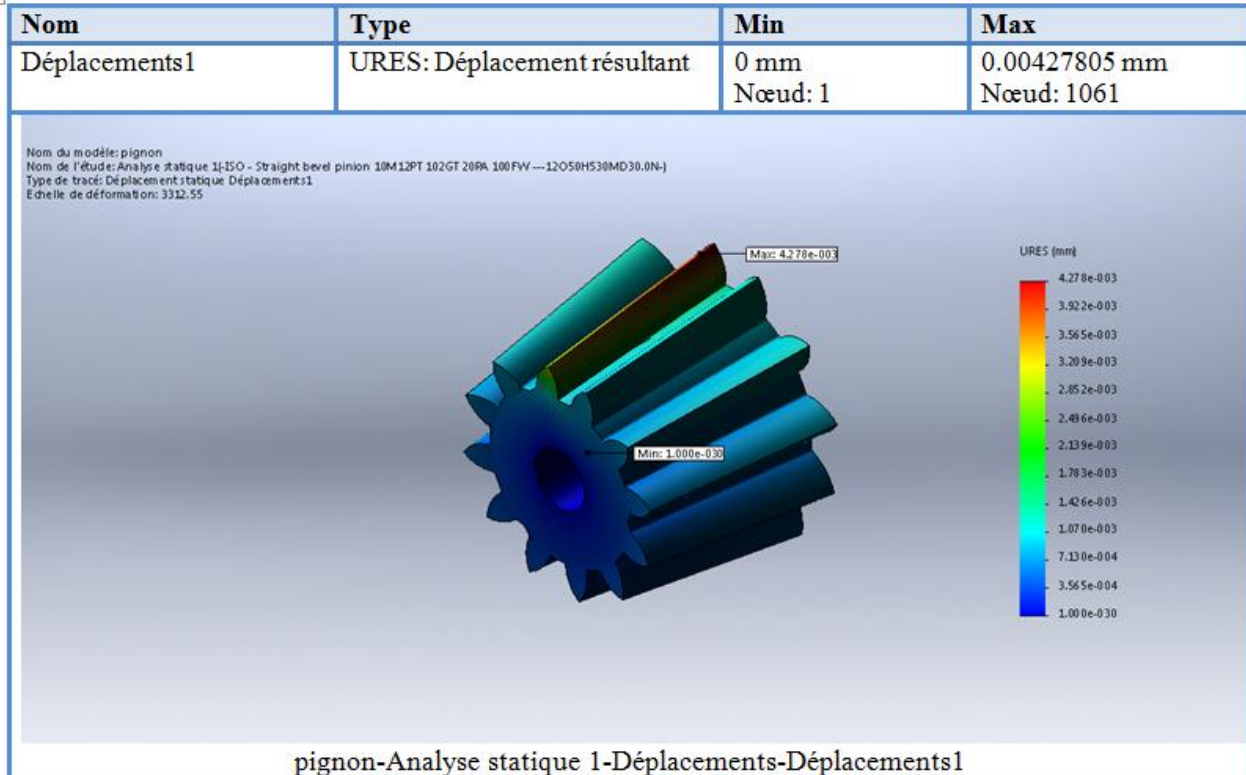 Nom Type Min Max
Déplacements1 URES: Déplacement résultant 0 mm 0.00427805 mm
Nœud: 1 Nœud: 1061
Nom du modèle: pignon
Nom de l'étude: Analyse statique 1(-ISO - Straight bevel pinion 10M 12PT 102GT 20PA 100FW ---12O50H530MD30.0N-)
Type de tracé: Déplacement statique Déplacements1
Echelle de déformation: 3312.55
Max: 4.278e-003
Min: 1.000e-030
URES (mm)
4.278e-003
3.922e-003
3.565e-003
3.209e-003
2.852e-003
2.496e-003
2.139e-003
1.783e-003
1.426e-003
1.070e-003
7.130e-004
3.565e-004
1.000e-030
pignon-Analyse statique 1-Déplacements-Déplacements1